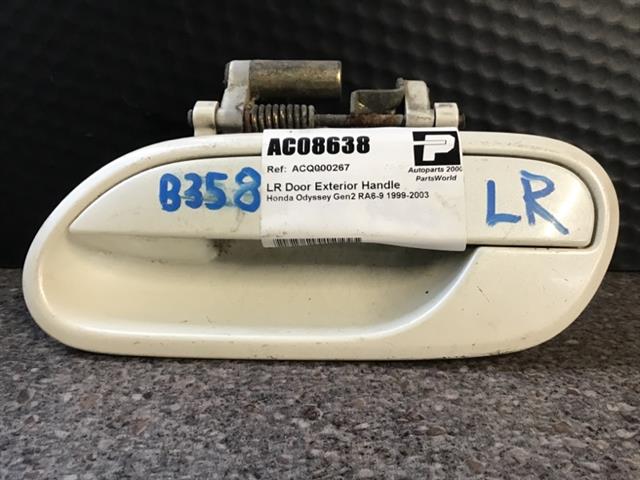 AC08638
Ref: ACQ000267
P
Autoparts 2000
PartsWorld
LR Door Exterior Handle
Honda Odyssey Gen2 RA6-9 1999-2003
B358
LR